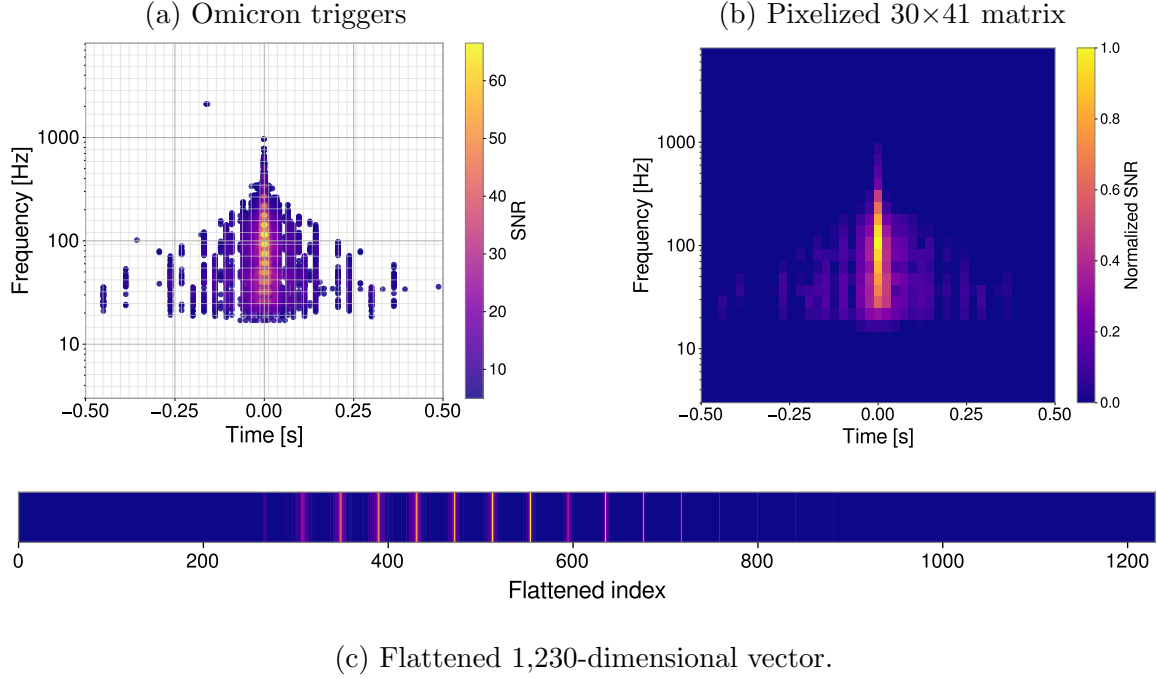 (a) Omicron triggers
(b) Pixelized 30×41 matrix
Frequency [Hz]
1000
100
10
−0.50
−0.25
0.00
0.25
0.50
Time [s]
60
50
40
30
20
10
SNR
Frequency [Hz]
1000
100
10
−0.50
−0.25
0.00
0.25
0.50
Time [s]
1.0
0.8
0.6
0.4
0.2
0.0
Normalized SNR
0 200 400 600 800 1000 1200
Flattened index
(c) Flattened 1,230-dimensional vector.